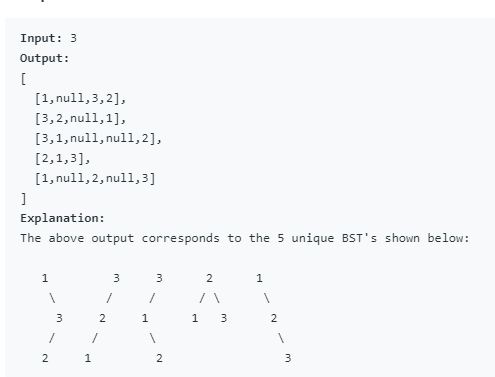 Input: 3
Output:
[
  [1,null,3,2],
  [3,2,null,1],
  [3,1,null,null,2],
  [2,1,3],
  [1,null,2,null,3]
]
Explanation:
The above output corresponds to the 5 unique BST's shown below:
   1         3     3      2      1
    \       /     /      / \      \
     3     2     1      1   3      2
    /     /       \                 \
   2     1         2                 3